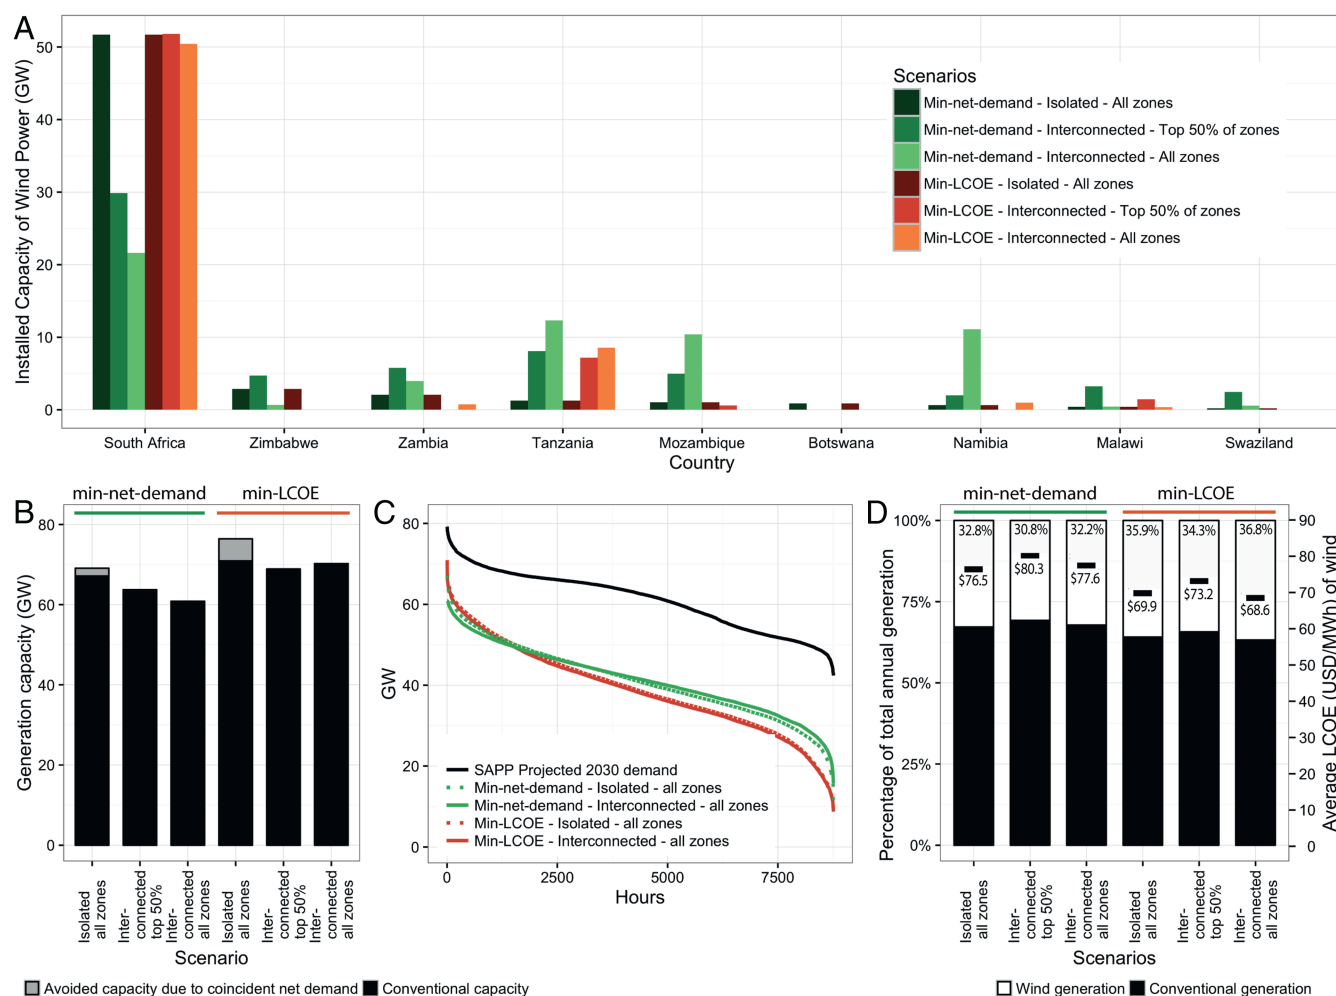 A
Installed Capacity of Wind Power (GW)
50
40
30
20
10
0
Scenarios
Min-net-demand - Isolated - All zones
Min-net-demand - Interconnected - Top 50% of zones
Min-net-demand - Interconnected - All zones
Min-LCOE - Isolated - All zones
Min-LCOE - Interconnected - Top 50% of zones
Min-LCOE - Interconnected - All zones
South Africa Zimbabwe Zambia Tanzania Mozambique Botswana Namibia Malawi Swaziland
Country
B
min-net-demand min-LCOE
Generation capacity (GW)
80
60
40
20
0
Isolated
all zones
Inter-
connected
top 50%
Inter-
connected
all zones
Isolated
all zones
Inter-
connected
top 50%
Inter-
connected
all zones
Scenario
Avoided capacity due to coincident net demand Conventional capacity
C
GW
80
60
40
20
0
SAPP Projected 2030 demand
Min-net-demand - Isolated - all zones
Min-net-demand - Interconnected - all zones
Min-LCOE - Isolated - all zones
Min-LCOE - Interconnected - all zones
0 2500 5000 7500
Hours
D
min-net-demand min-LCOE
Percentage of total annual generation
100%
75%
50%
25%
0%
32.8% 30.8% 32.2% 35.9% 34.3% 36.8%
$76.5 $80.3 $77.6 $69.9 $73.2 $68.6
90
80
70
60
50
40
30
20
10
0
Average LCOE (USD/MWh) of wind
Isolated
all zones
Inter-
connected
top 50%
Inter-
connected
all zones
Isolated
all zones
Inter-
connected
top 50%
Inter-
connected
all zones
Scenarios
Wind generation Conventional generation